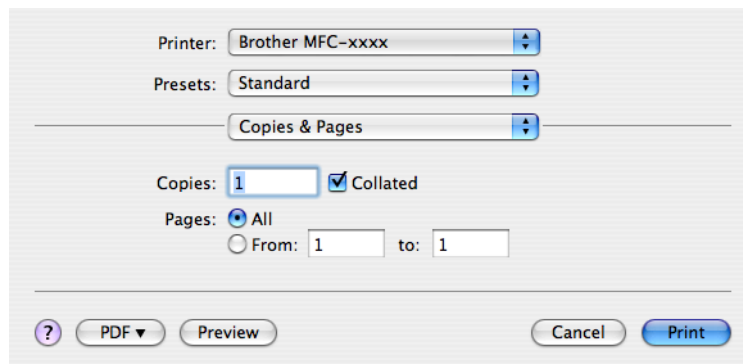 Printer: Brother MFC-xxxx
Presets: Standard
Copies & Pages
Copies: 1 Collated
Pages: All
From: 1 to: 1
? PDF ▼ Preview Cancel Print